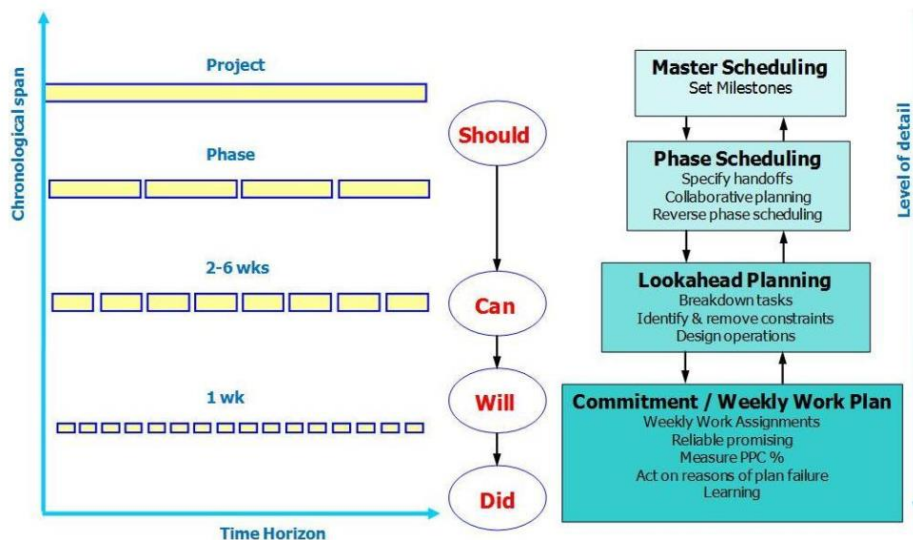 Chronological span
Project
Phase
2-6 wks
1 wk
Time Horizon
Should
Can
Will
Did
Master Scheduling
Set Milestones
Phase Scheduling
Specify handoffs
Collaborative planning
Reverse phase scheduling
Lookahead Planning
Breakdown tasks
Identify & remove constraints
Design operations
Commitment / Weekly Work Plan
Weekly Work Assignments
Reliable promising
Measure PPC %
Act on reasons of plan failure
Learning
Level of detail